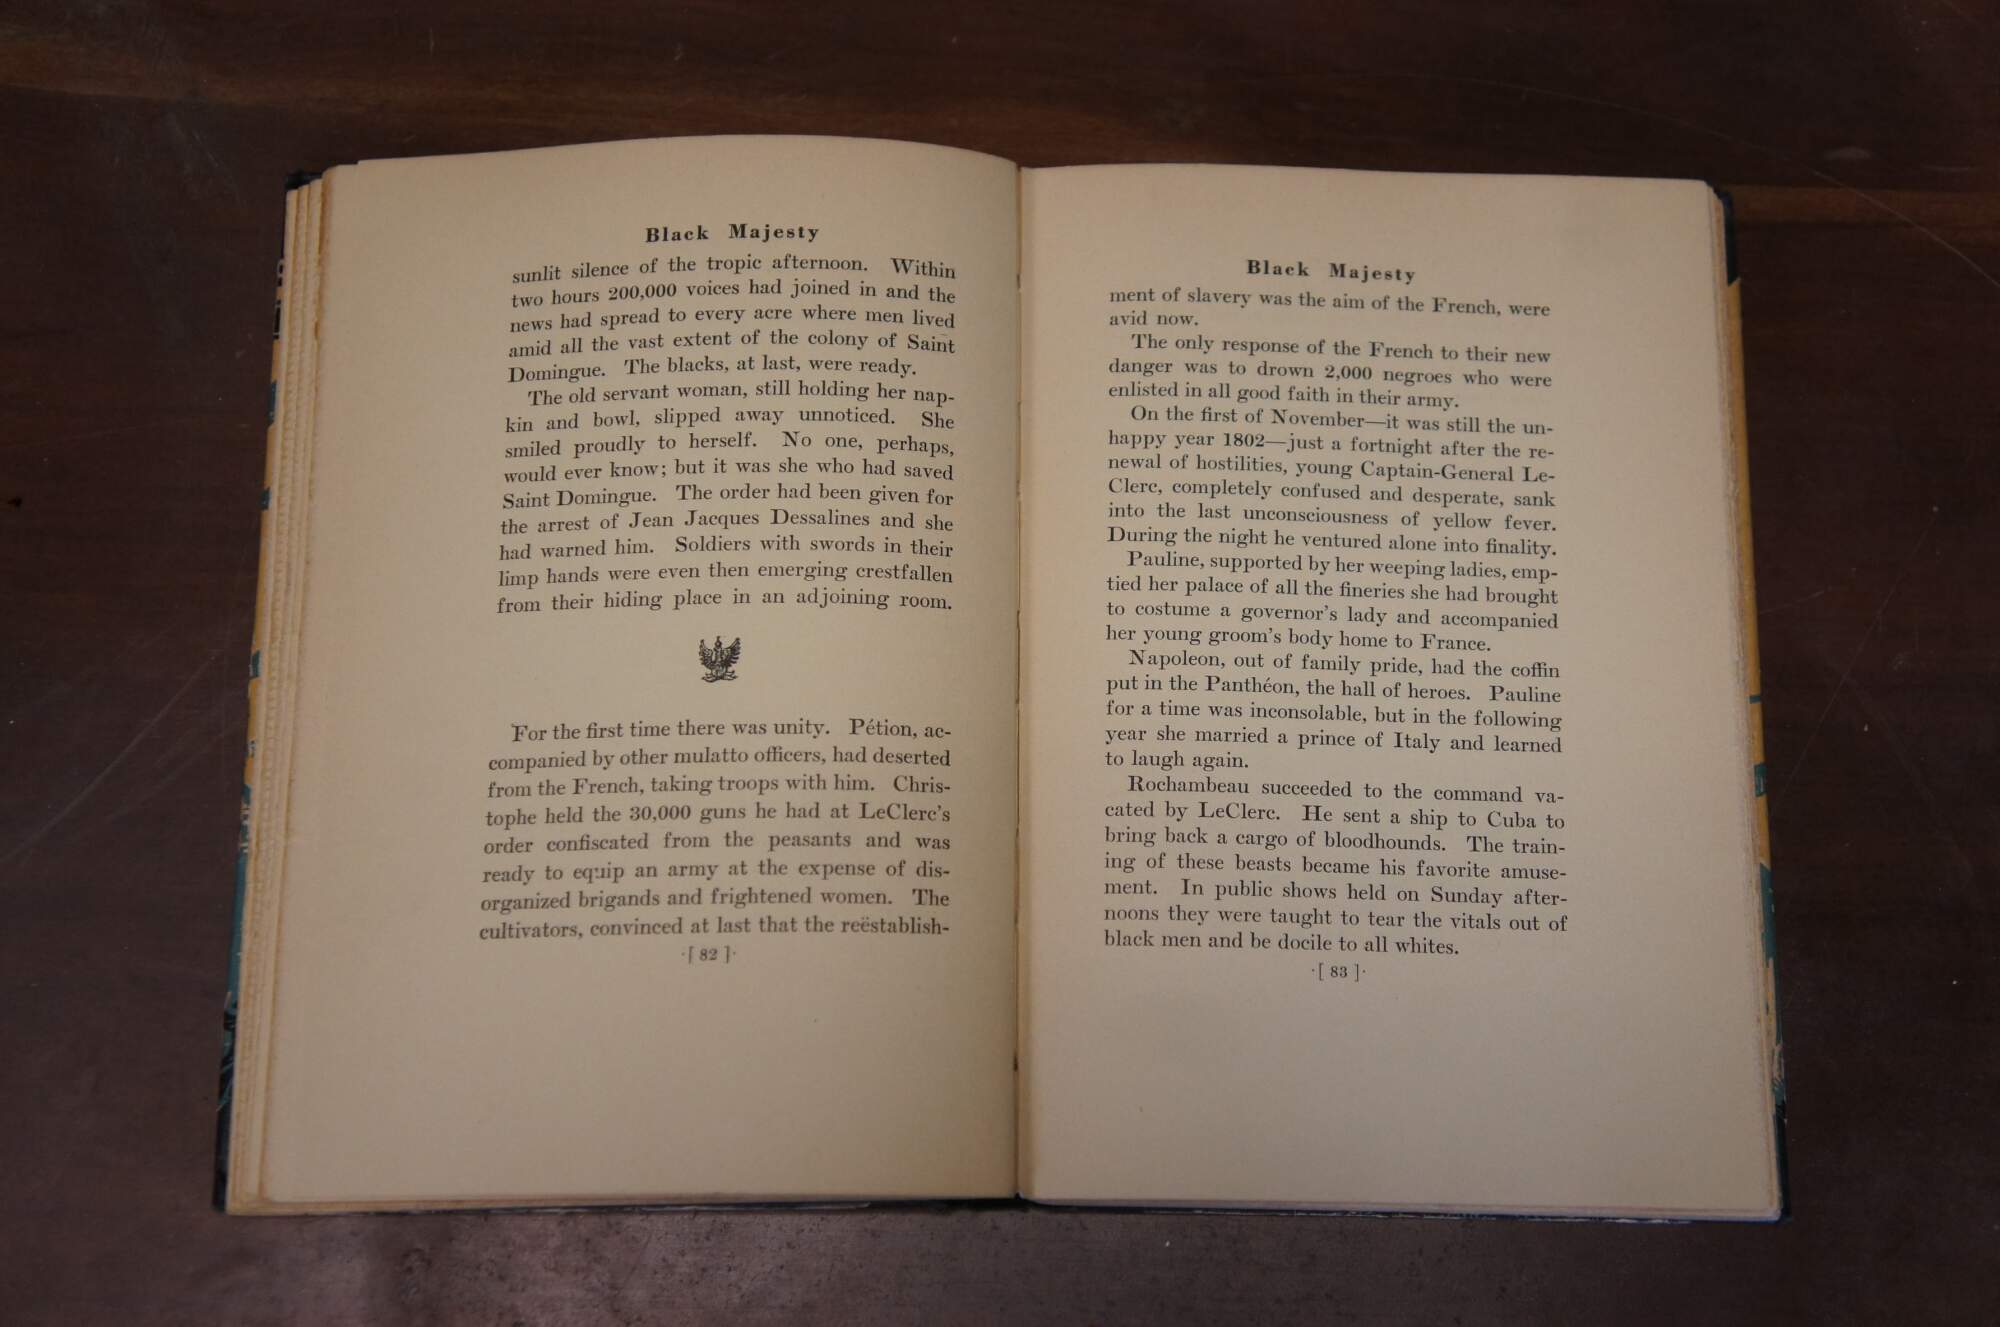 Black Majesty
sunlit silence of the tropic afternoon. Within
two hours 200,000 voices had joined in and the
news had spread to every acre where men lived
amid all the vast extent of the colony of Saint
Domingue. The blacks, at last, were ready.
The old servant woman, still holding her nap-
kin and bowl, slipped away unnoticed. She
smiled proudly to herself. No one, perhaps,
would ever know; but it was she who had saved
Saint Domingue. The order had been given for
the arrest of Jean Jacques Dessalines and she
had warned him. Soldiers with swords in their
limp hands were even then emerging crestfallen
from their hiding place in an adjoining room.
For the first time there was unity. Pétion, ac-
companied by other mulatto officers, had deserted
from the French, taking troops with him. Chris-
tophe held the 30,000 guns he had at LeClerc's
order confiscated from the peasants and was
ready to equip an army at the expense of dis-
organized brigands and frightened women. The
cultivators, convinced at last that the reëstablish-
·[ 82 ]·
Black Majesty
ment of slavery was the aim of the French, were
avid now.
The only response of the French to their new
danger was to drown 2,000 negroes who were
enlisted in all good faith in their army.
On the first of November—it was still the un-
happy year 1802—just a fortnight after the re-
newal of hostilities, young Captain-General Le-
Clerc, completely confused and desperate, sank
into the last unconsciousness of yellow fever.
During the night he ventured alone into finality.
Pauline, supported by her weeping ladies, emp-
tied her palace of all the fineries she had brought
to costume a governor's lady and accompanied
her young groom's body home to France.
Napoleon, out of family pride, had the coffin
put in the Panthéon, the hall of heroes. Pauline
for a time was inconsolable, but in the following
year she married a prince of Italy and learned
to laugh again.
Rochambeau succeeded to the command va-
cated by LeClerc. He sent a ship to Cuba to
bring back a cargo of bloodhounds. The train-
ing of these beasts became his favorite amuse-
ment. In public shows held on Sunday after-
noons they were taught to tear the vitals out of
black men and be docile to all whites.
·[ 83 ]·